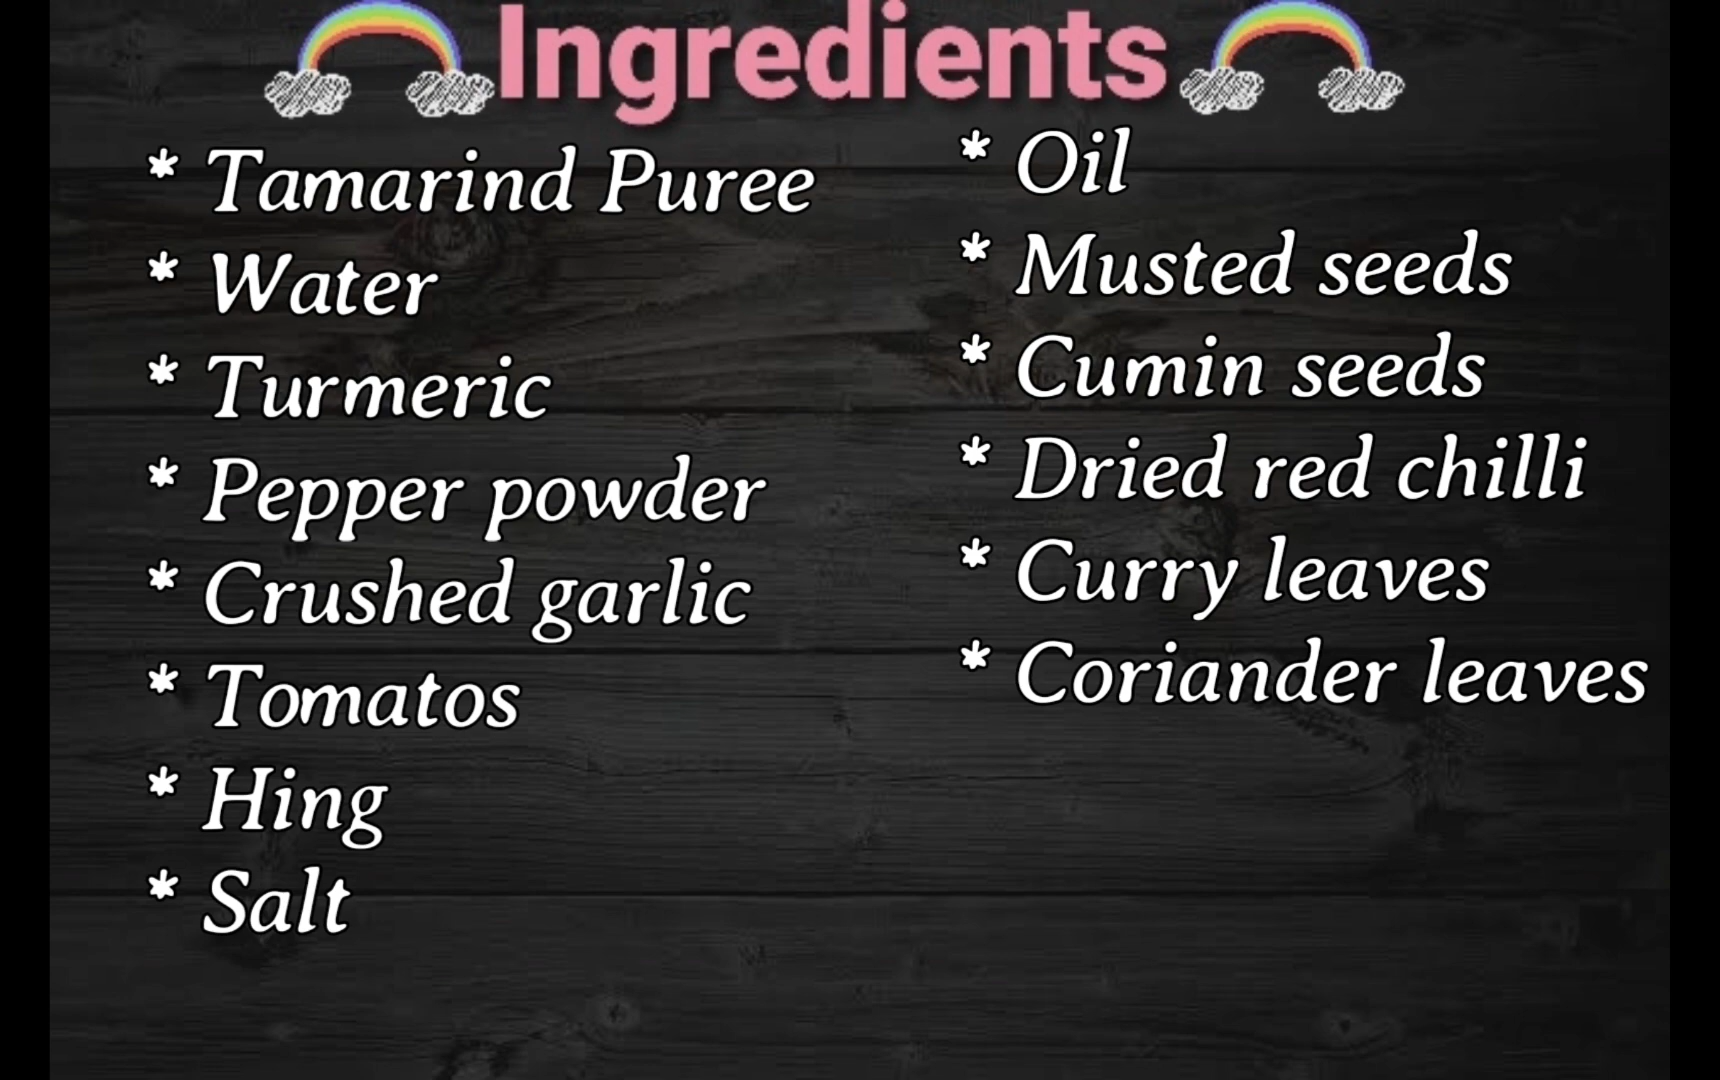 Ingredients
* Tamarind Puree
* Water
* Turmeric
* Pepper powder
* Crushed garlic
* Tomatos
* Hing
* Salt
* Oil
* Musted seeds
* Cumin seeds
* Dried red chilli
* Curry leaves
* Coriander leaves